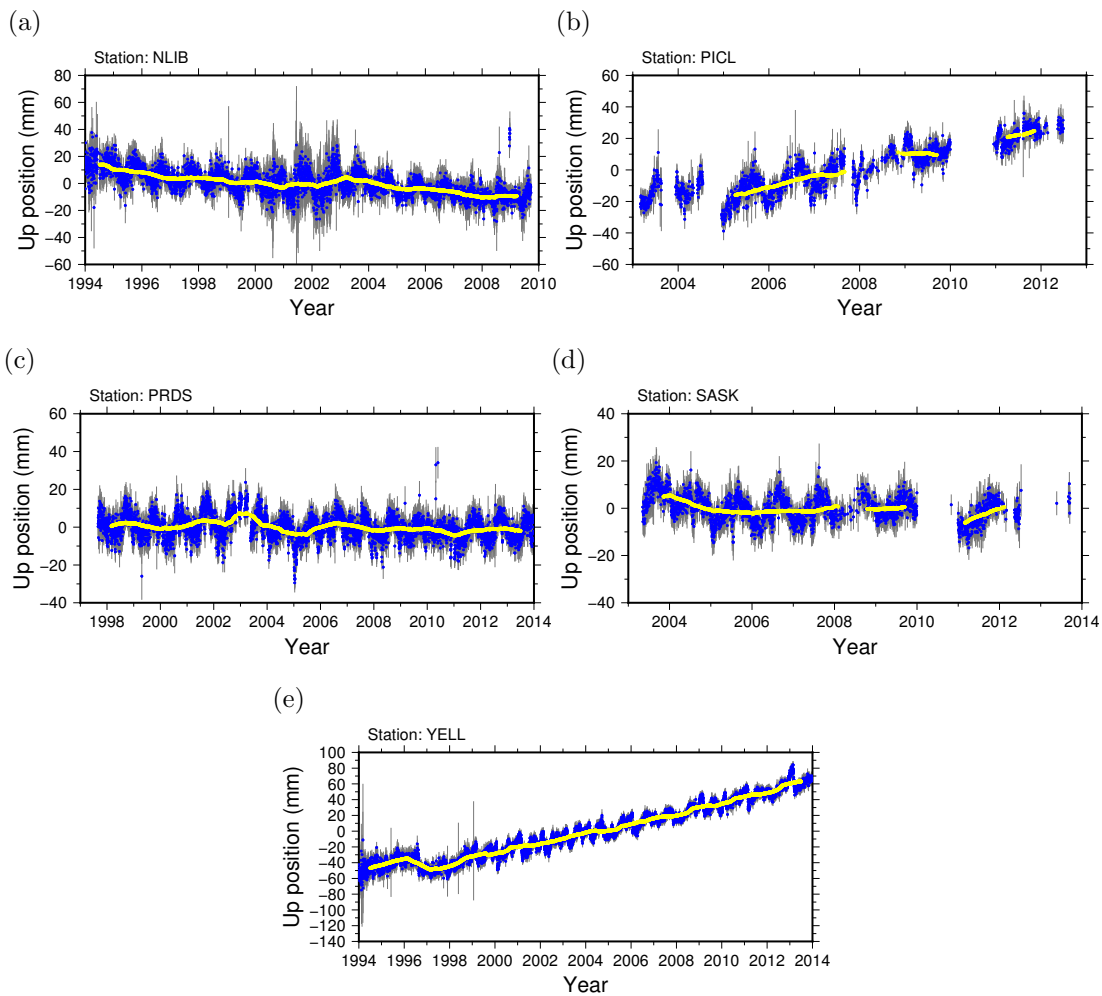 (a)
Station: NLIB
Up position (mm)
80
60
40
20
0
−20
−40
−60
1994 1996 1998 2000 2002 2004 2006 2008 2010
Year
(b)
Station: PICL
Up position (mm)
60
40
20
0
−20
−40
−60
2004 2006 2008 2010 2012
Year
(c)
Station: PRDS
Up position (mm)
60
40
20
0
−20
−40
1998 2000 2002 2004 2006 2008 2010 2012 2014
Year
(d)
Station: SASK
Up position (mm)
40
20
0
−20
−40
2004 2006 2008 2010 2012 2014
Year
(e)
Station: YELL
Up position (mm)
100
80
60
40
20
0
−20
−40
−60
−80
−100
−120
−140
1994 1996 1998 2000 2002 2004 2006 2008 2010 2012 2014
Year